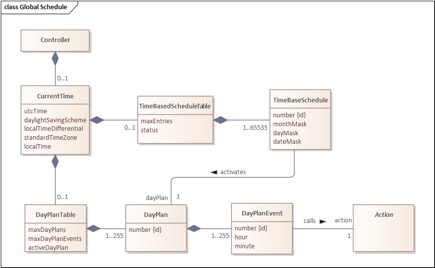 class Global Schedule
Controller
0..1
CurrentTime
utcTime
daylightSavingScheme
localTimeDifferential
standardTimeZone
localTime
0..1
TimeBasedScheduleTable
maxEntries
status
1..65535
TimeBaseSchedule
number {id}
monthMask
dayMask
dateMask
activates
dayPlan
1
0..1
DayPlanTable
maxDayPlans
maxDayPlanEvents
activeDayPlan
1..255
DayPlan
number {id}
1..255
DayPlanEvent
number {id}
hour
minute
calls
action
1
Action